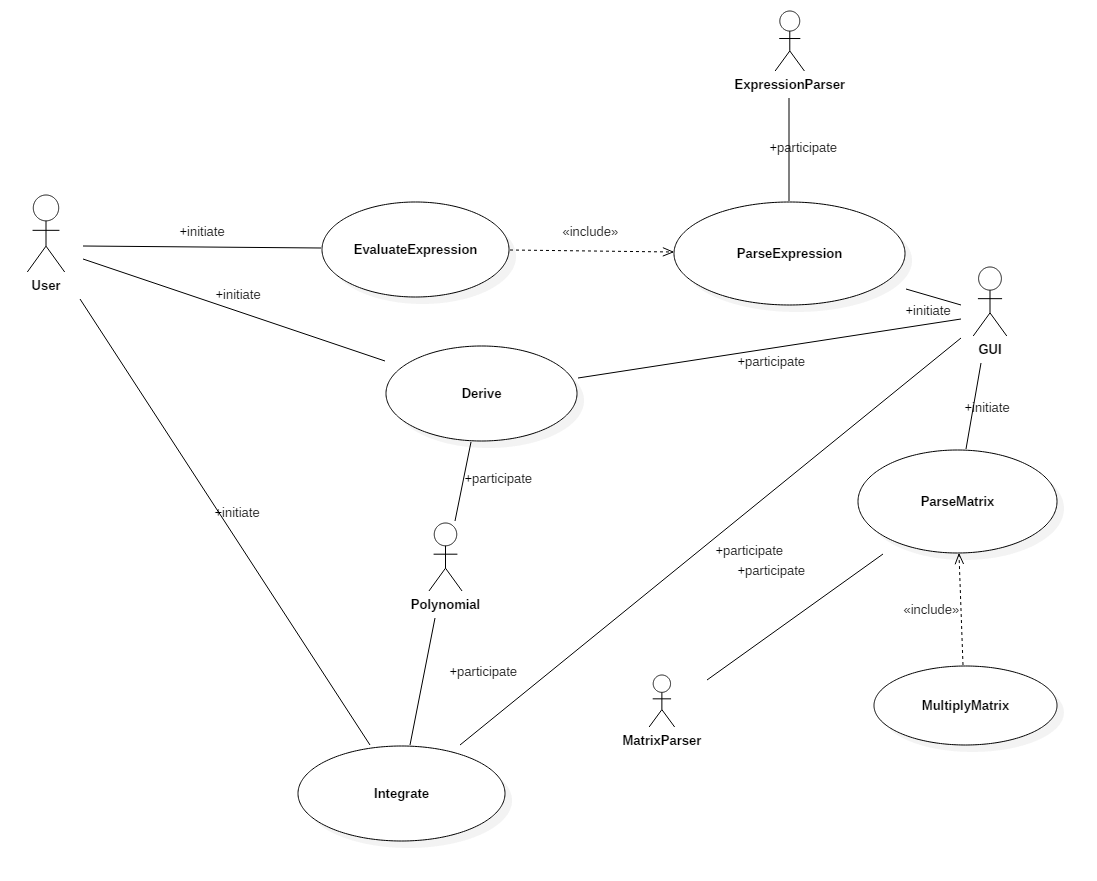 ExpressionParser
+participate
+initiate
EvaluateExpression
«include»
ParseExpression
User
+initiate
+initiate
GUI
+participate
Derive
+initiate
+participate
ParseMatrix
+initiate
+participate
+participate
Polynomial
«include»
+participate
MultiplyMatrix
MatrixParser
Integrate